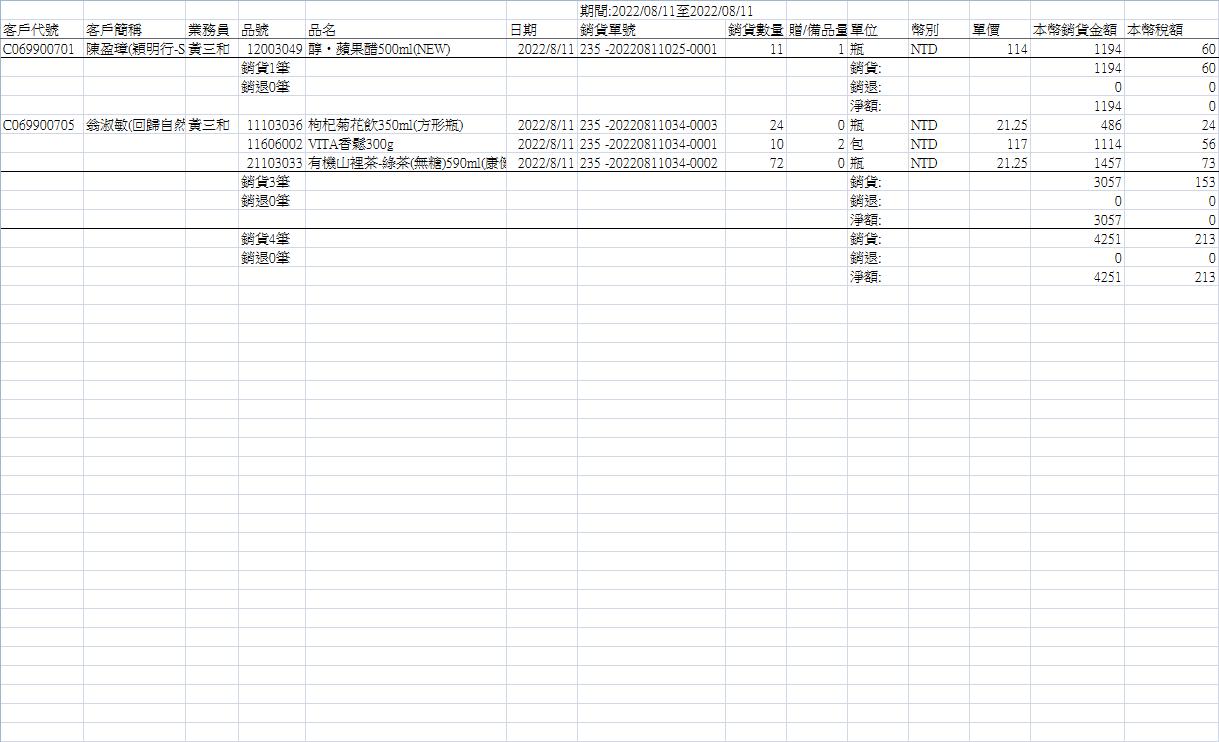 期間:2022/08/11至2022/08/11
客戶代號 客戶簡稱 業務員 品號 品名 日期 銷貨單號 銷貨數量 贈/備品量 單位 幣別 單價 本幣銷貨金額 本幣稅額
C069900701 陳盈璋(穎明行-S 黃三和 12003049 醇‧蘋果醋500ml(NEW) 2022/8/11 235 -20220811025-0001 11 1 瓶 NTD 114 1194 60
銷貨1筆 銷貨: 1194 60
銷退0筆 銷退: 0 0
淨額: 1194 0
C069900705 翁淑敏(回歸自然 黃三和 11103036 枸杞菊花飲350ml(方形瓶) 2022/8/11 235 -20220811034-0003 24 0 瓶 NTD 21.25 486 24
11606002 VITA香鬆300g 2022/8/11 235 -20220811034-0001 10 2 包 NTD 117 1114 56
21103033 有機山裡茶-綠茶(無糖)590ml(康 2022/8/11 235 -20220811034-0002 72 0 瓶 NTD 21.25 1457 73
銷貨3筆 銷貨: 3057 153
銷退0筆 銷退: 0 0
淨額: 3057 0
銷貨4筆 銷貨: 4251 213
銷退0筆 銷退: 0 0
淨額: 4251 213